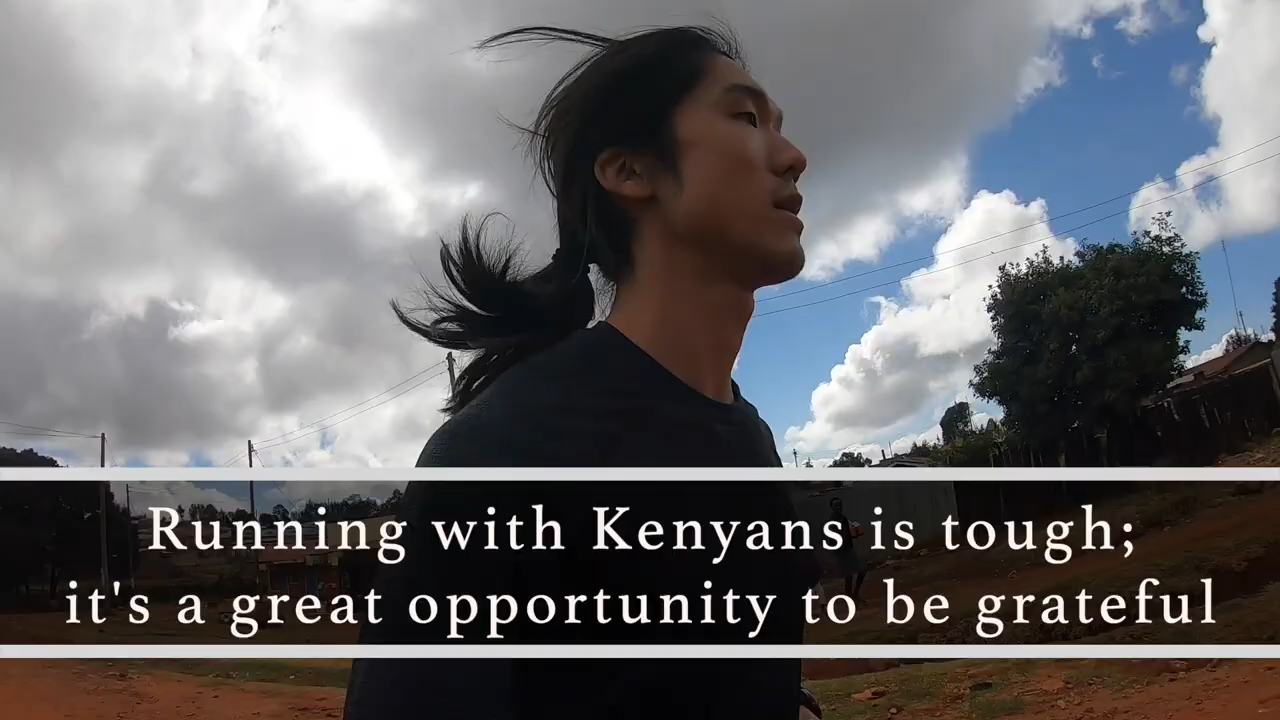 Running with Kenyans is tough;
it's a great opportunity to be grateful